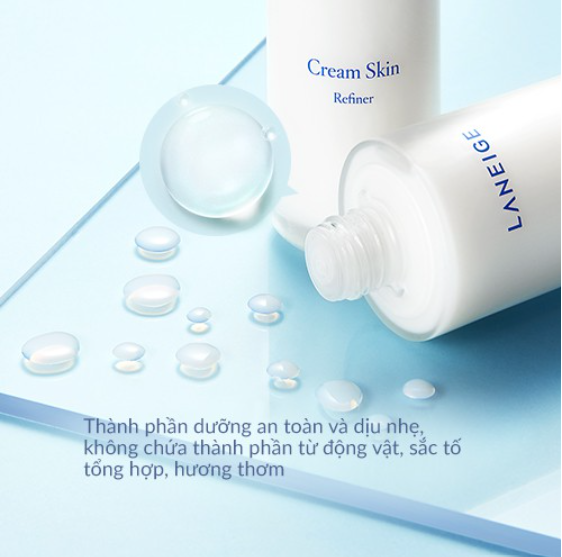 Cream Skin
Refiner
LANEIGE
Thành phần dưỡng an toàn và dịu nhẹ,
không chứa thành phần từ động vật, sắc tố
tổng hợp, hương thơm